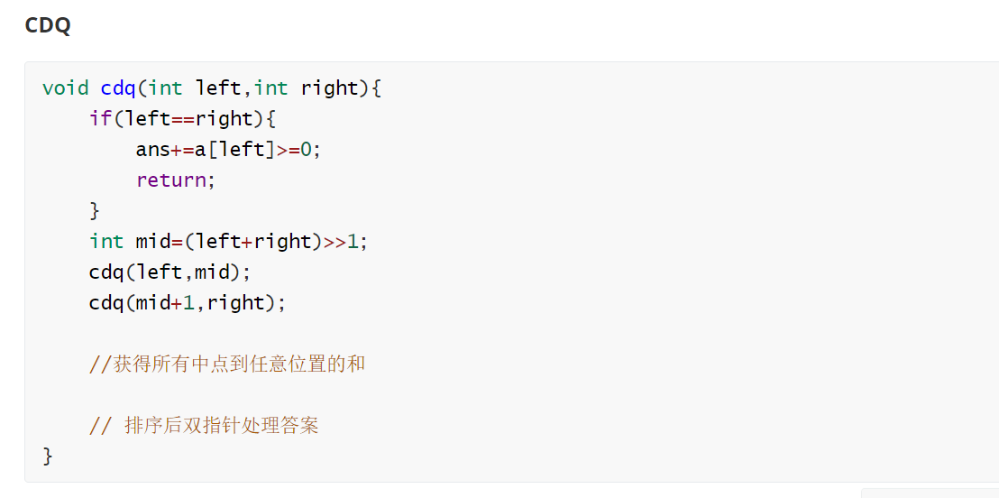 CDQ
void cdq(int left,int right){
    if(left==right){
        ans+=a[left]>=0;
        return;
    }
    int mid=(left+right)>>1;
    cdq(left,mid);
    cdq(mid+1,right);

    //获得所有中点到任意位置的和

    // 排序后双指针处理答案
}